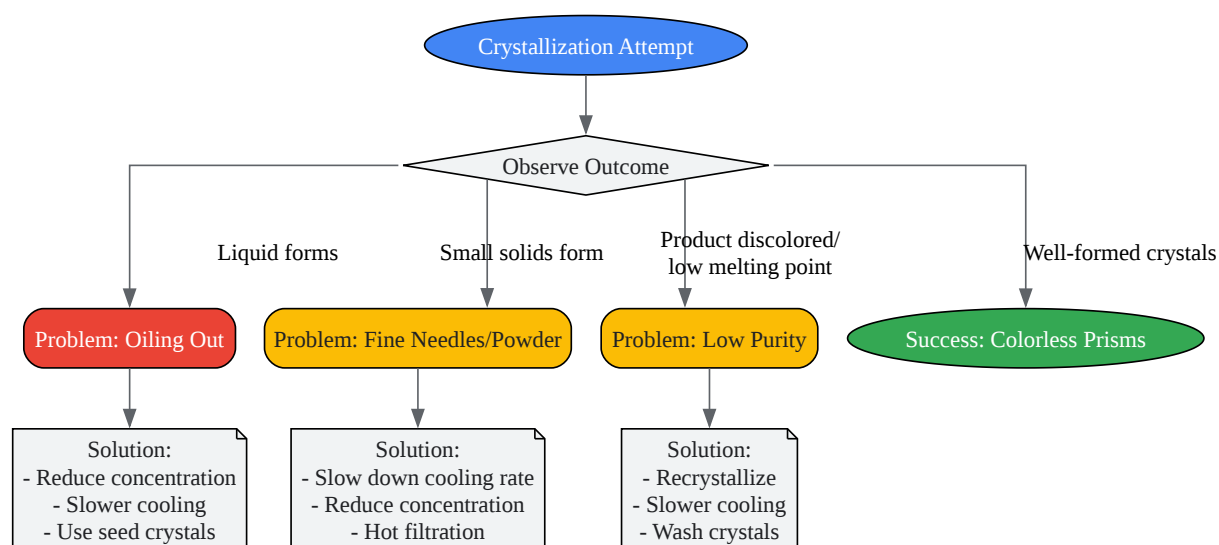 Crystallization Attempt
Observe Outcome
Liquid forms
Small solids form
Product discolored/
low melting point
Well-formed crystals
Problem: Oiling Out
Problem: Fine Needles/Powder
Problem: Low Purity
Success: Colorless Prisms
Solution:
- Reduce concentration
- Slower cooling
- Use seed crystals
Solution:
- Slow down cooling rate
- Reduce concentration
- Hot filtration
Solution:
- Recrystallize
- Slower cooling
- Wash crystals